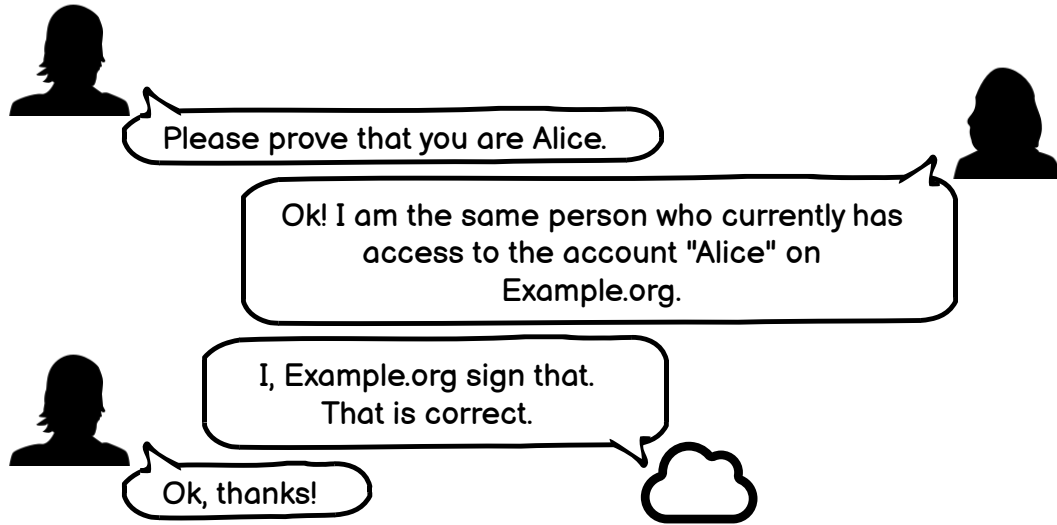 Please prove that you are Alice.
Ok! I am the same person who currently has
access to the account "Alice" on
Example.org.
I, Example.org sign that.
That is correct.
Ok, thanks!